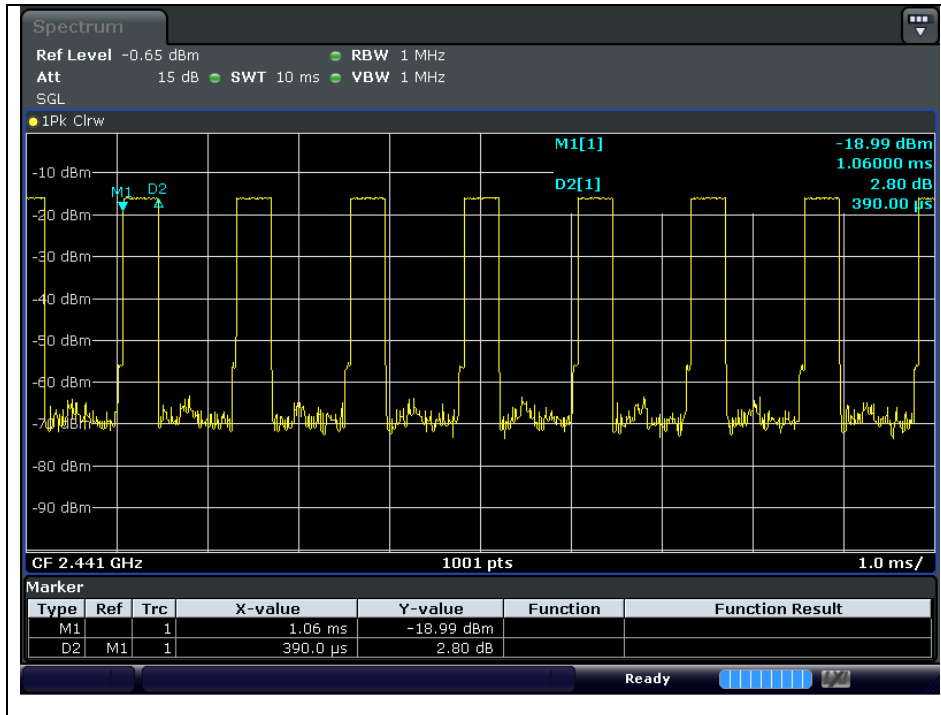 Spectrum
Ref Level -0.65 dBm RBW 1 MHz
Att 15 dB SWT 10 ms VBW 1 MHz
SGL
1Pk Clrw
M1[1] -18.99 dBm
1.06000 ms
D2[1] 2.80 dB
390.00 µs
-10 dBm
M1 D2
-20 dBm
-30 dBm
-40 dBm
-50 dBm
-60 dBm
-70 dBm
-80 dBm
-90 dBm
CF 2.441 GHz 1001 pts 1.0 ms/
Marker
Type Ref Trc X-value Y-value Function Function Result
M1 1 1.06 ms -18.99 dBm
D2 M1 1 390.0 µs 2.80 dB
Ready